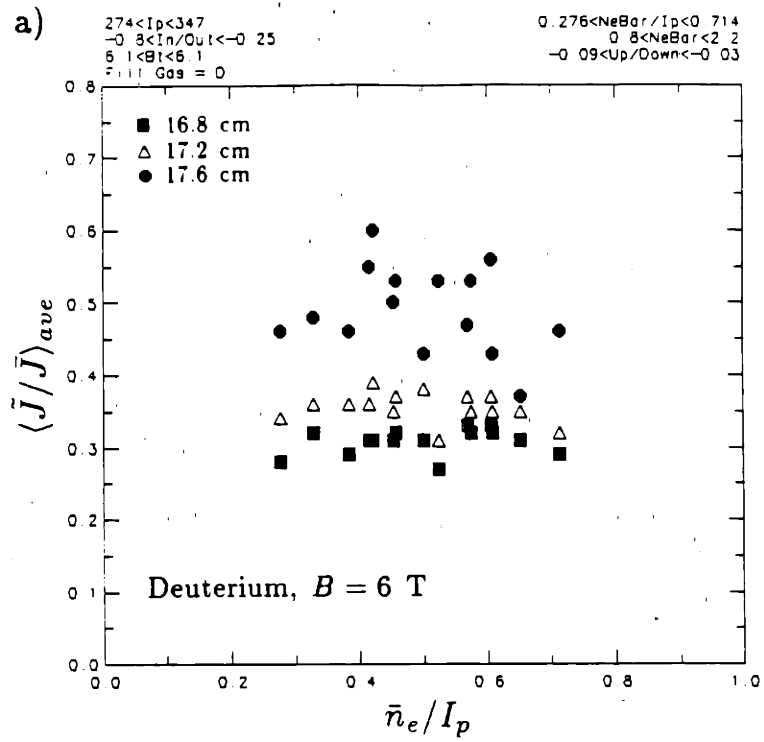 a)
274<Ip<347
-0.8<In/Out<-0.25
6.1<Bt<6.1
Fill Gas = D
0.276<NeBar/Ip<0.714
0.8<NeBar<2.2
-0.09<Up/Down<-0.03
0.8
0.7
0.6
0.5
0.4
0.3
0.2
0.1
0.0
⟨J̃/J̄⟩ave
■ 16.8 cm
△ 17.2 cm
● 17.6 cm
Deuterium, B = 6 T
0.0 0.2 0.4 0.6 0.8 1.0
n̄e/Ip